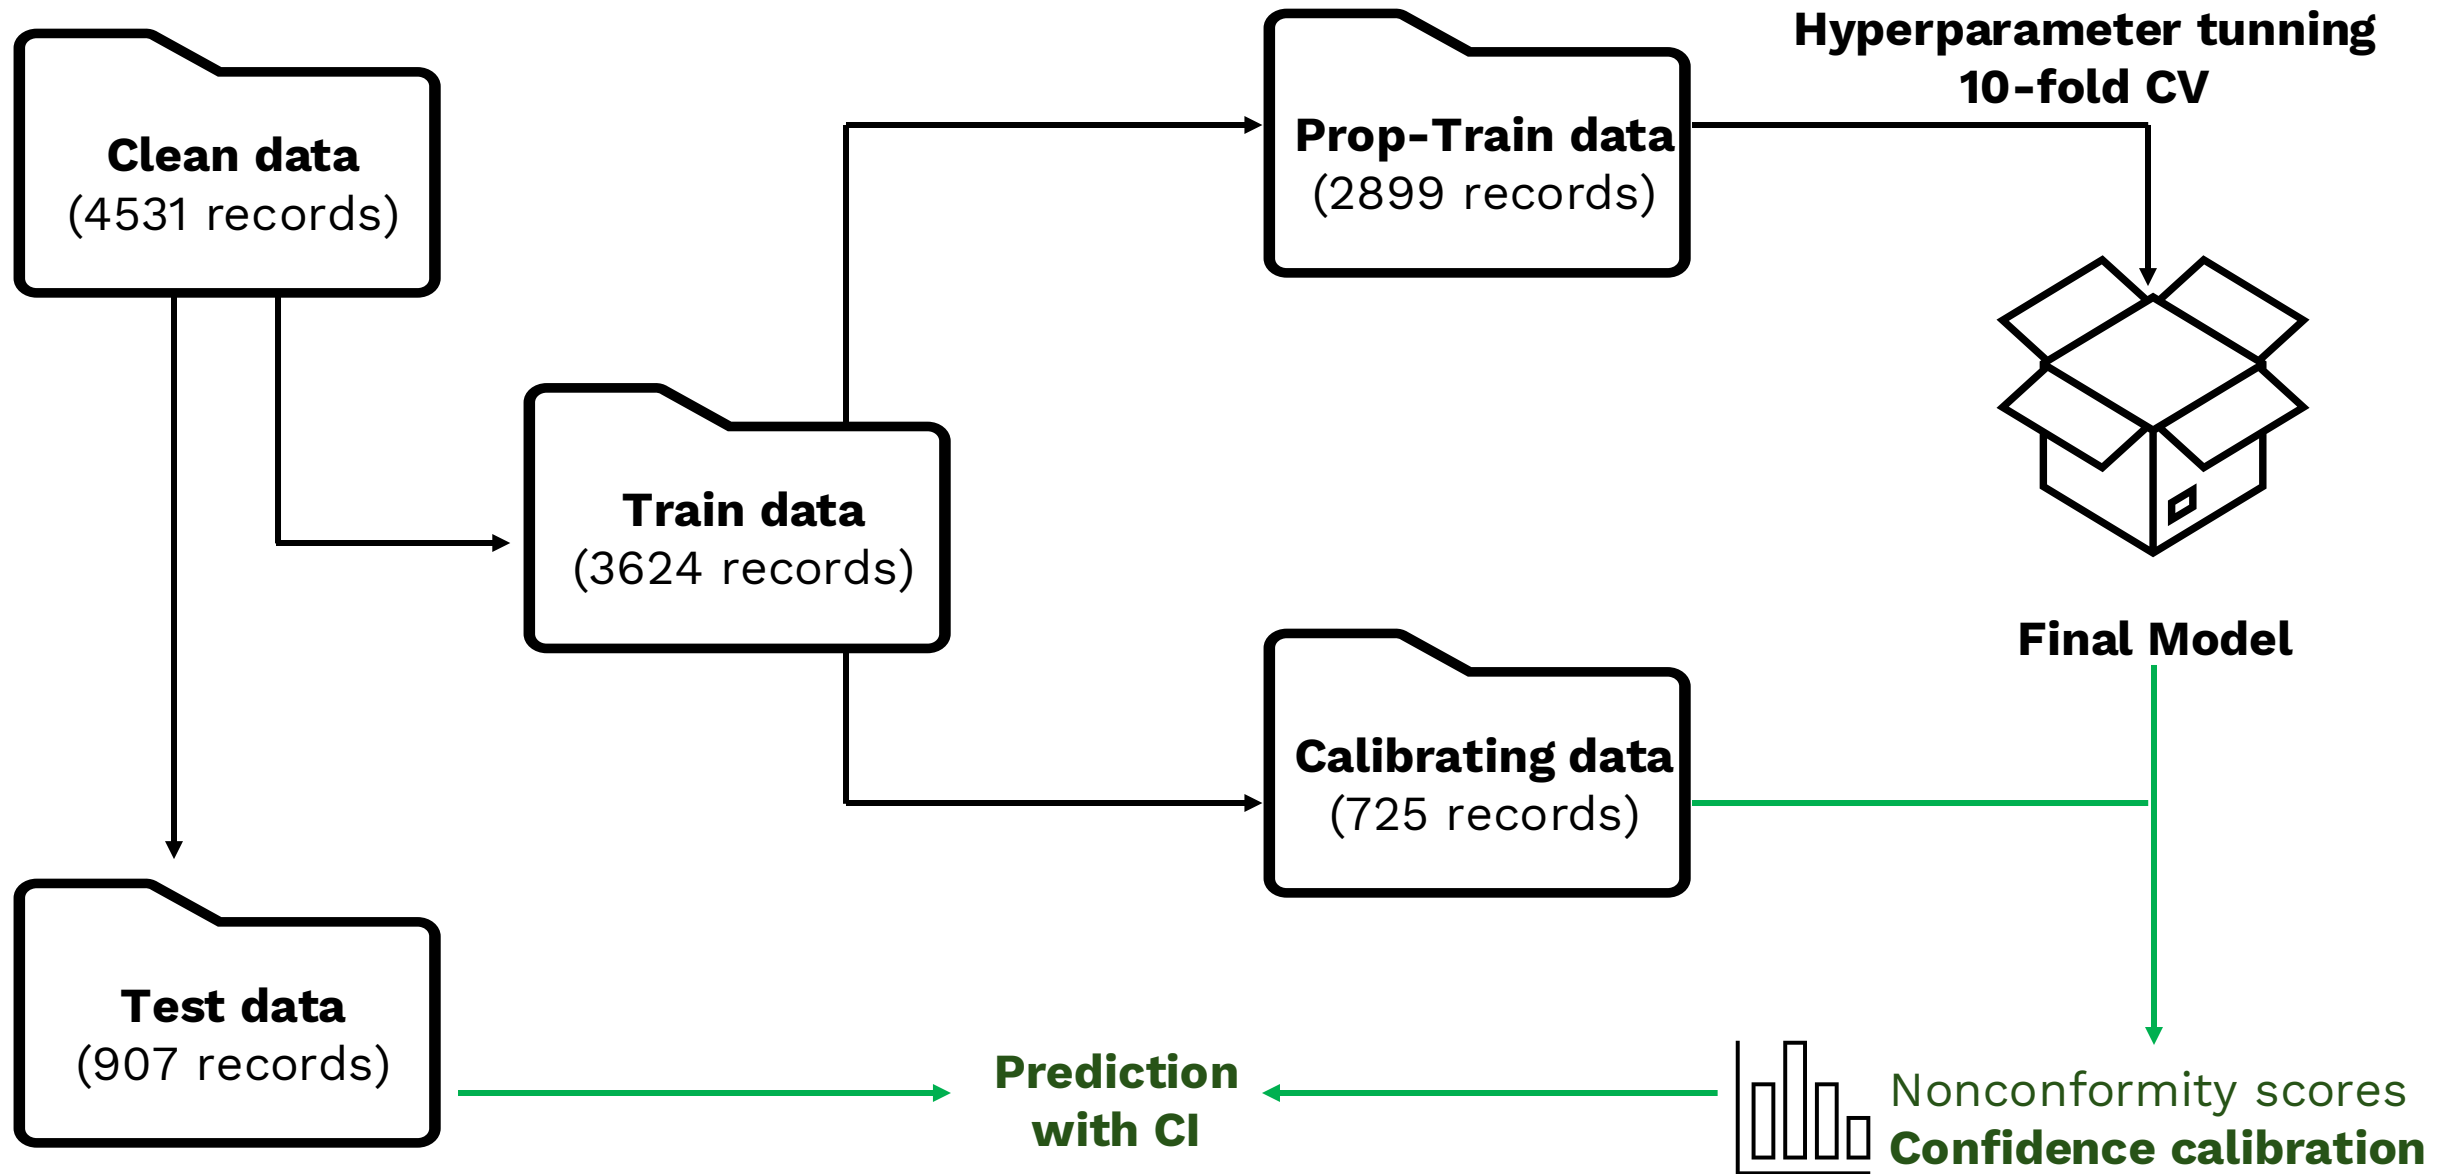 Clean data
(4531 records)
Train data
(3624 records)
Prop-Train data
(2899 records)
Hyperparameter tunning
10-fold CV
Final Model
Calibrating data
(725 records)
Test data
(907 records)
Prediction
with CI
Nonconformity scores
Confidence calibration